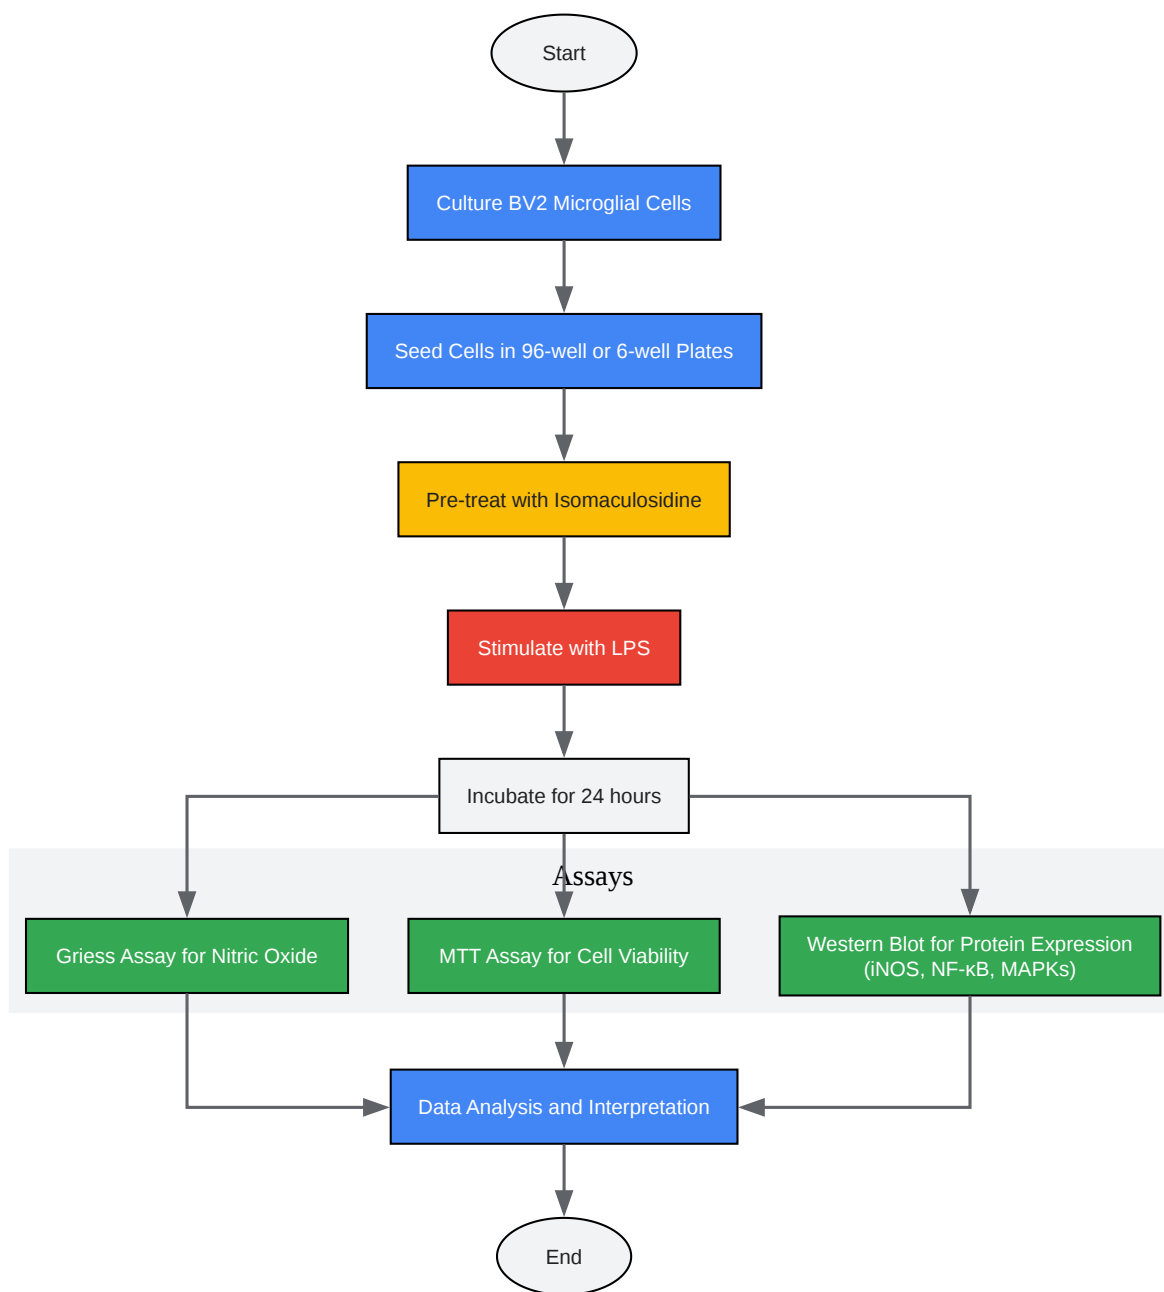 Start
Culture BV2 Microglial Cells
Seed Cells in 96-well or 6-well Plates
Pre-treat with Isomaculosidine
Stimulate with LPS
Incubate for 24 hours
Assays
Griess Assay for Nitric Oxide
MTT Assay for Cell Viability
Western Blot for Protein Expression
(iNOS, NF-κB, MAPKs)
Data Analysis and Interpretation
End